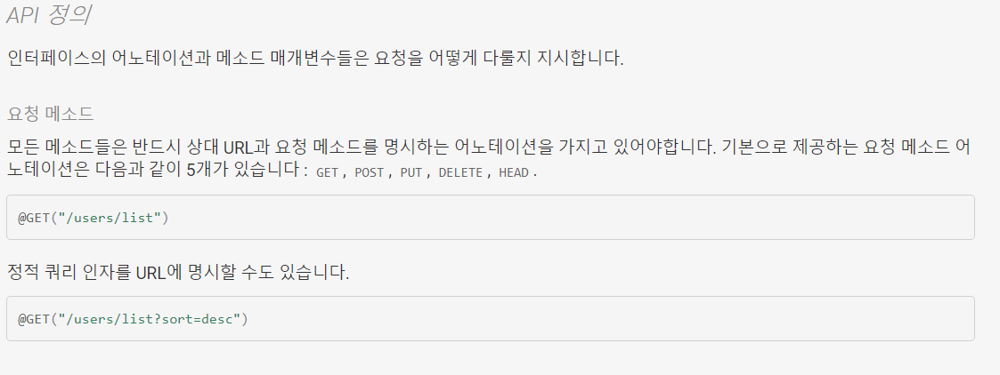 API 정의
인터페이스의 어노테이션과 메소드 매개변수들은 요청을 어떻게 다룰지 지시합니다.
요청 메소드
모든 메소드들은 반드시 상대 URL과 요청 메소드를 명시하는 어노테이션을 가지고 있어야합니다. 기본으로 제공하는 요청 메소드 어
노테이션은 다음과 같이 5개가 있습니다 : GET , POST , PUT , DELETE , HEAD .
@GET("/users/list")
정적 쿼리 인자를 URL에 명시할 수도 있습니다.
@GET("/users/list?sort=desc")